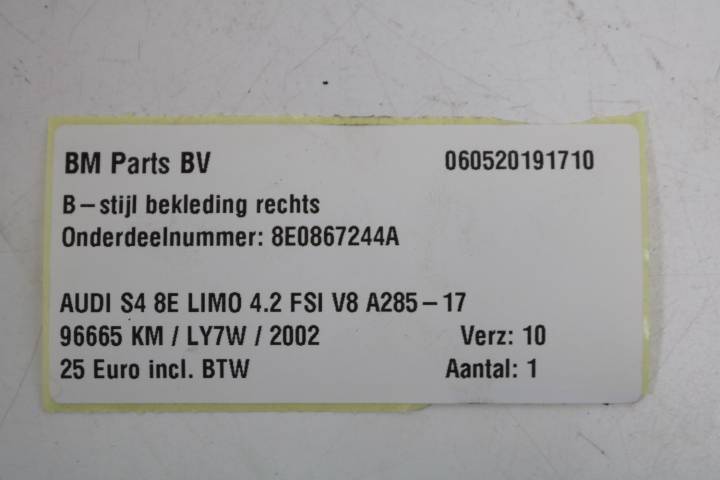 BM Parts BV 060520191710
B-stijl bekleding rechts
Onderdeelnummer: 8E0867244A
AUDI S4 8E LIMO 4.2 FSI V8 A285-17
96665 KM / LY7W / 2002 Verz: 10
25 Euro incl. BTW Aantal: 1